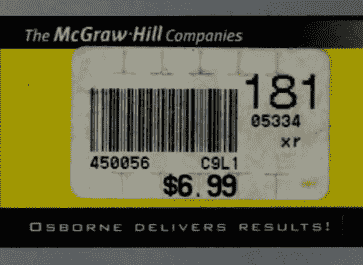 The McGraw·Hill Companies
181
05334
xr
450056 C9L1
$6.99
OSBORNE DELIVERS RESULTS!